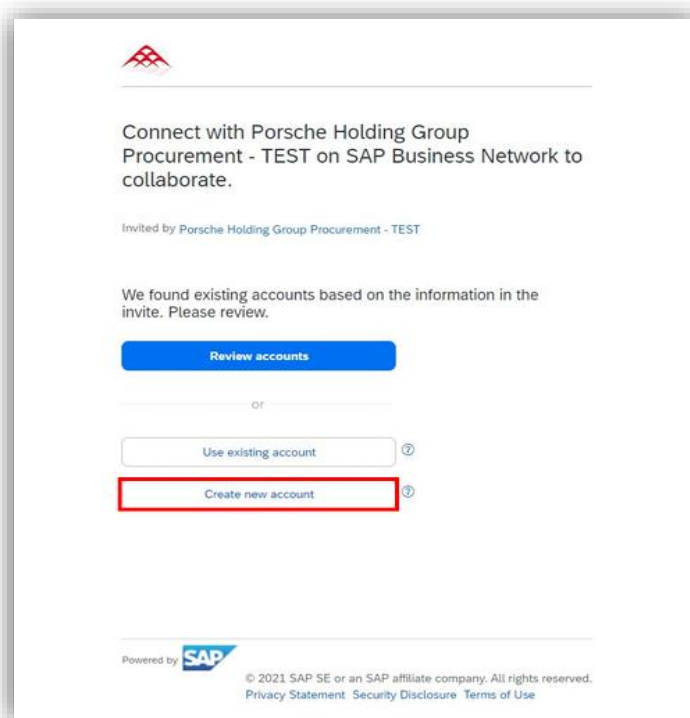 Connect with Porsche Holding Group
Procurement - TEST on SAP Business Network to
collaborate.
Invited by Porsche Holding Group Procurement - TEST
We found existing accounts based on the information in the
invite. Please review.
Review accounts
or
Use existing account ?
Create new account ?
Powered by SAP
© 2021 SAP SE or an SAP affiliate company. All rights reserved.
Privacy Statement Security Disclosure Terms of Use